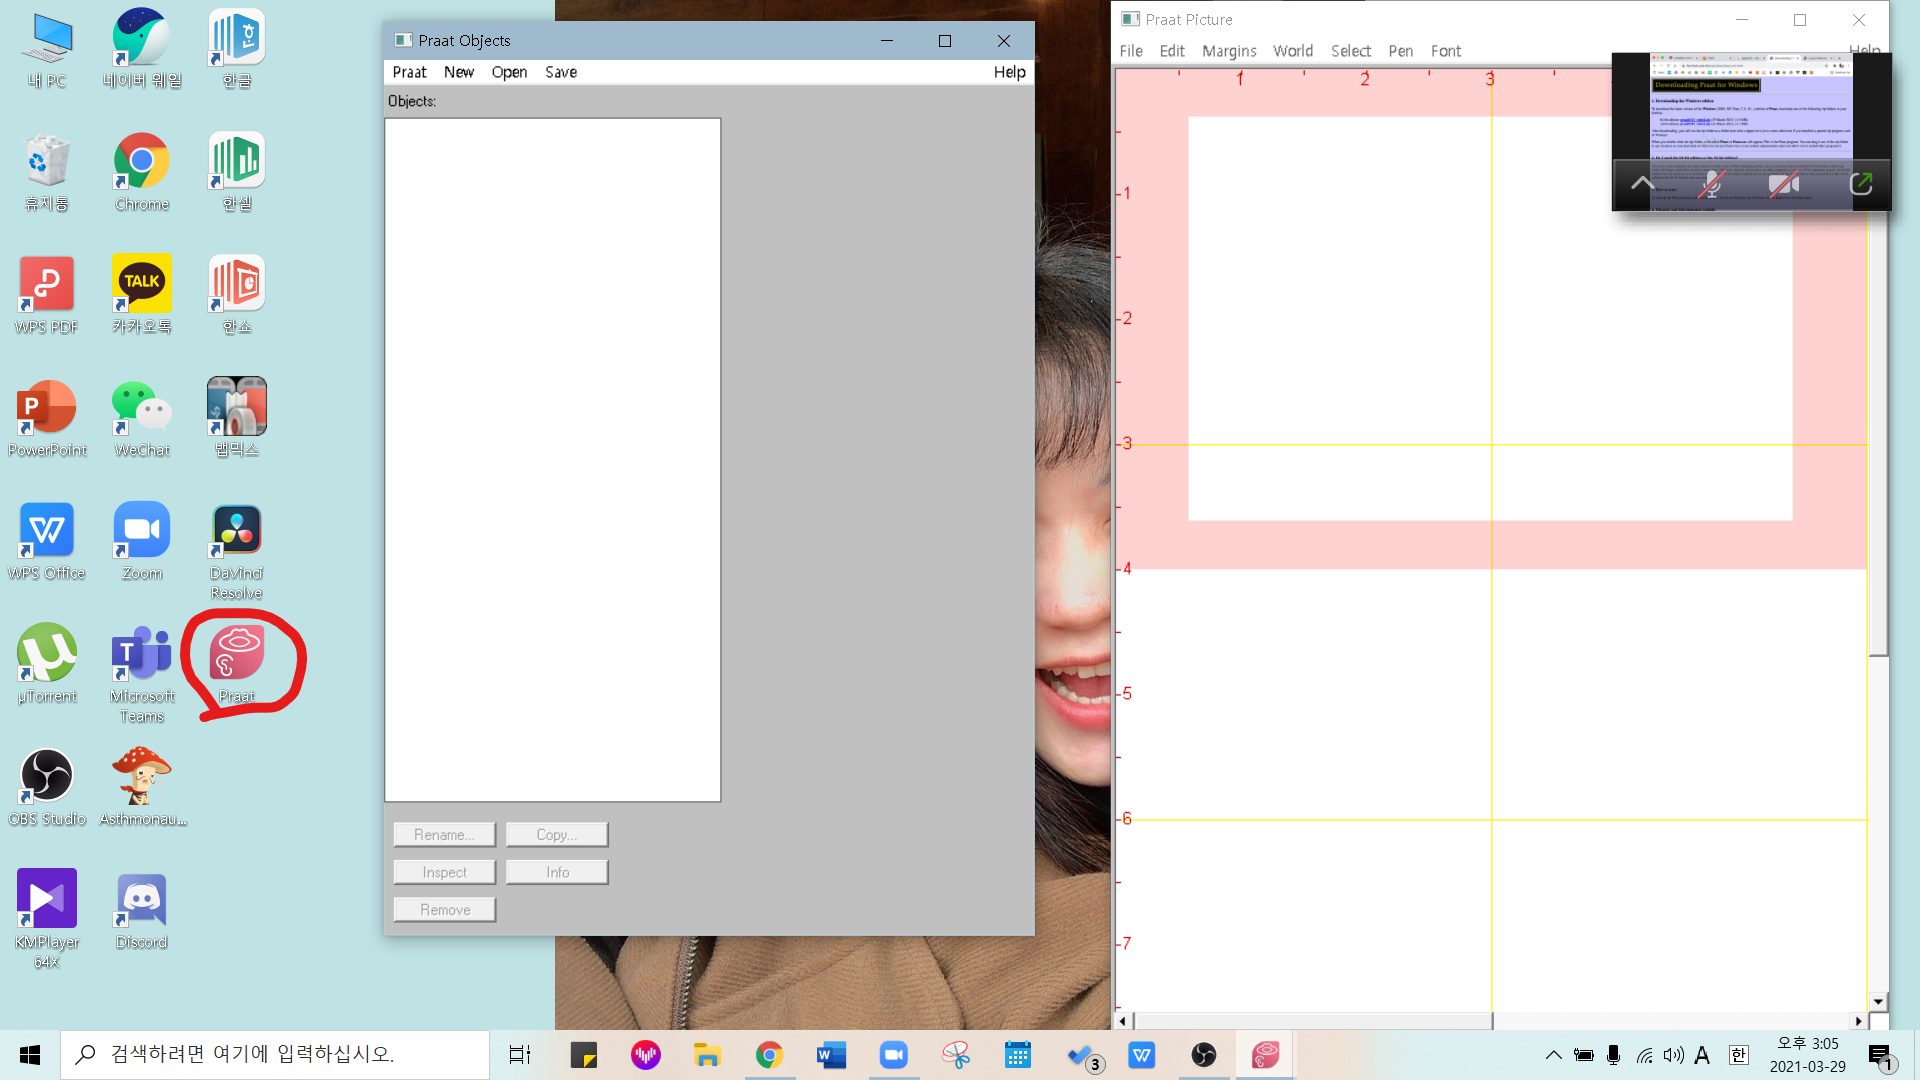 내 PC
네이버 웨일
한글
휴지통
Chrome
한셀
WPS PDF
TALK
카카오톡
한쇼
PowerPoint
WeChat
뱁믹스
WPS Office
Zoom
DaVinci
Resolve
μTorrent
Microsoft
Teams
Praat
OBS Studio
Asthmonau...
KMPlayer
64X
Discord
Praat Objects
Praat New Open Save Help
Objects:
Rename... Copy...
Inspect Info
Remove
Praat Picture
File Edit Margins World Select Pen Font Help
1 2 3
1
2
3
4
5
6
7
Downloading Praat for Windows
검색하려면 여기에 입력하십시오.
3
A
한
오후 3:05
2021-03-29
1